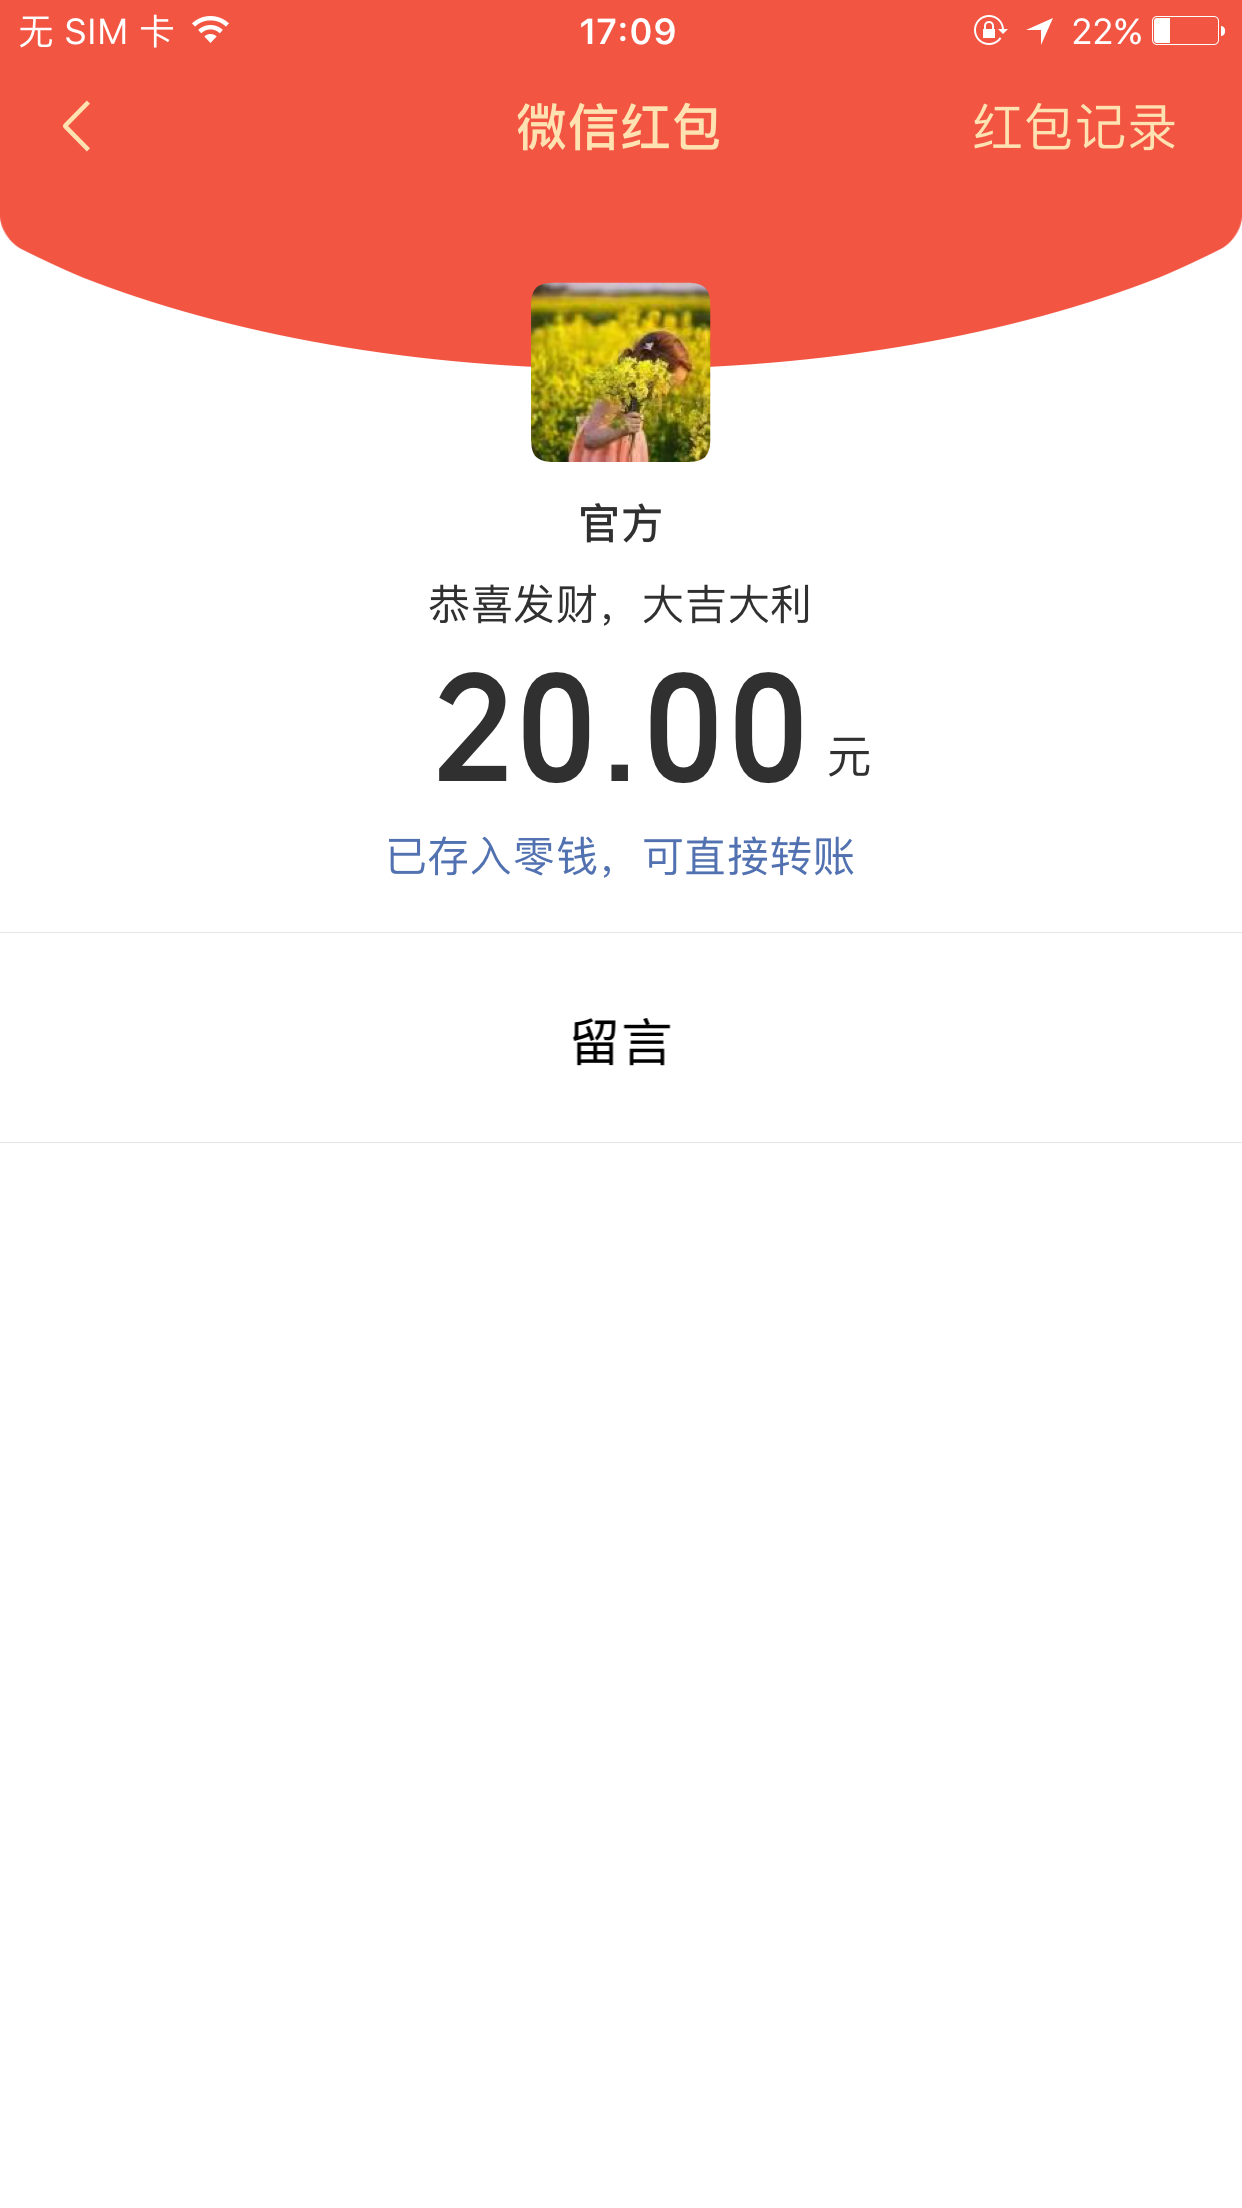 无 SIM 卡 17:09 22%
微信红包 红包记录
官方
恭喜发财，大吉大利
20.00 元
已存入零钱，可直接转账
留言